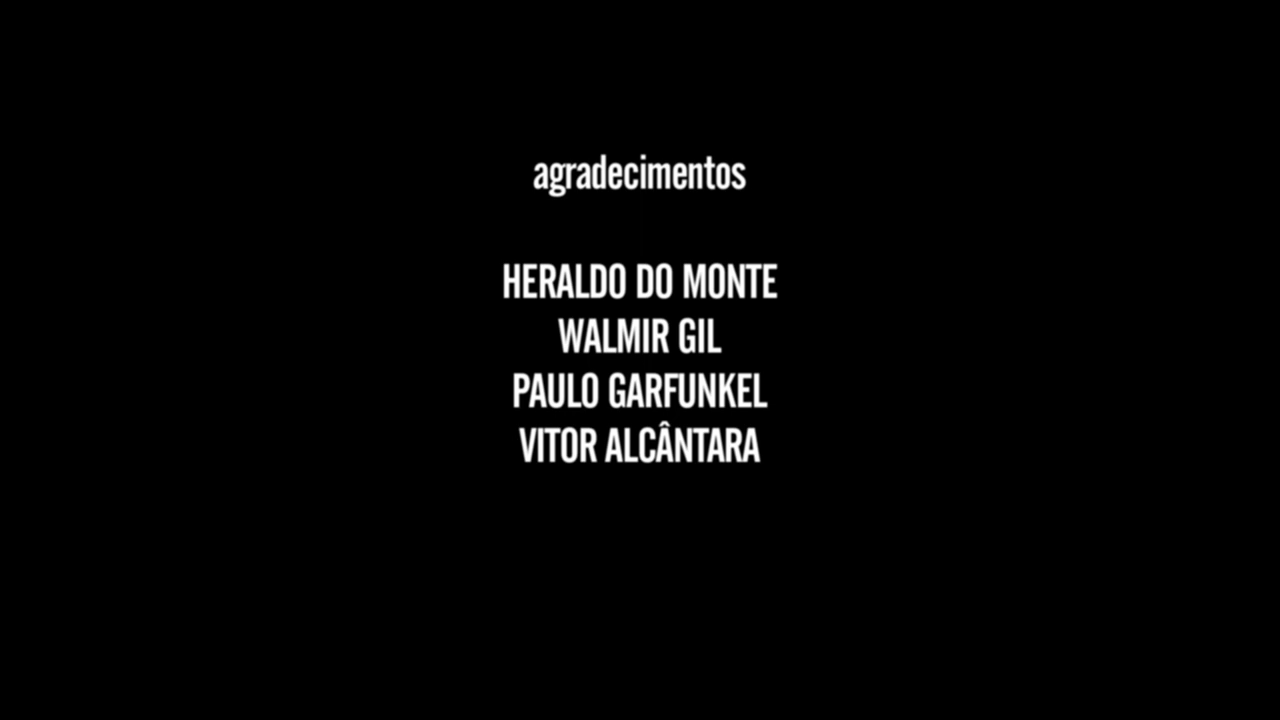 agradecimentos
HERALDO DO MONTE
WALMIR GIL
PAULO GARFUNKEL
VITOR ALCÂNTARA